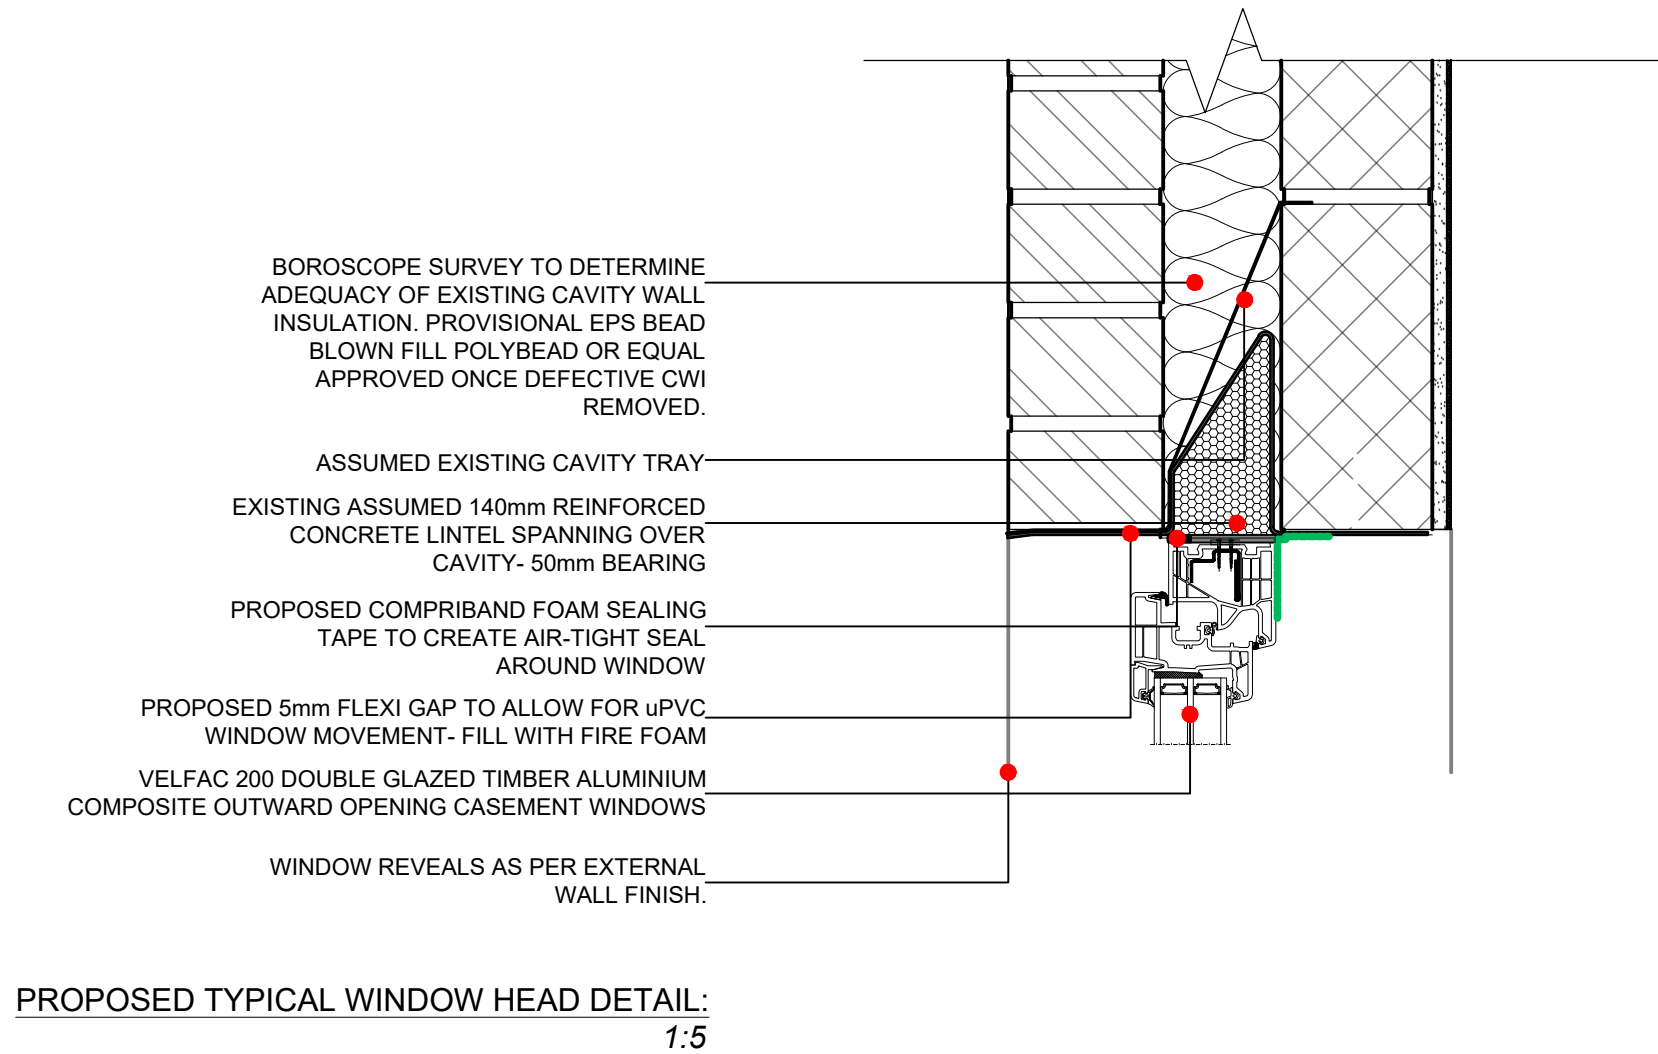 BOROSCOPE SURVEY TO DETERMINE
ADEQUACY OF EXISTING CAVITY WALL
INSULATION. PROVISIONAL EPS BEAD
BLOWN FILL POLYBEAD OR EQUAL
APPROVED ONCE DEFECTIVE CWI
REMOVED.
ASSUMED EXISTING CAVITY TRAY
EXISTING ASSUMED 140mm REINFORCED
CONCRETE LINTEL SPANNING OVER
CAVITY- 50mm BEARING
PROPOSED COMPRIBAND FOAM SEALING
TAPE TO CREATE AIR-TIGHT SEAL
AROUND WINDOW
PROPOSED 5mm FLEXI GAP TO ALLOW FOR uPVC
WINDOW MOVEMENT- FILL WITH FIRE FOAM
VELFAC 200 DOUBLE GLAZED TIMBER ALUMINIUM
COMPOSITE OUTWARD OPENING CASEMENT WINDOWS
WINDOW REVEALS AS PER EXTERNAL
WALL FINISH.
PROPOSED TYPICAL WINDOW HEAD DETAIL:
1:5